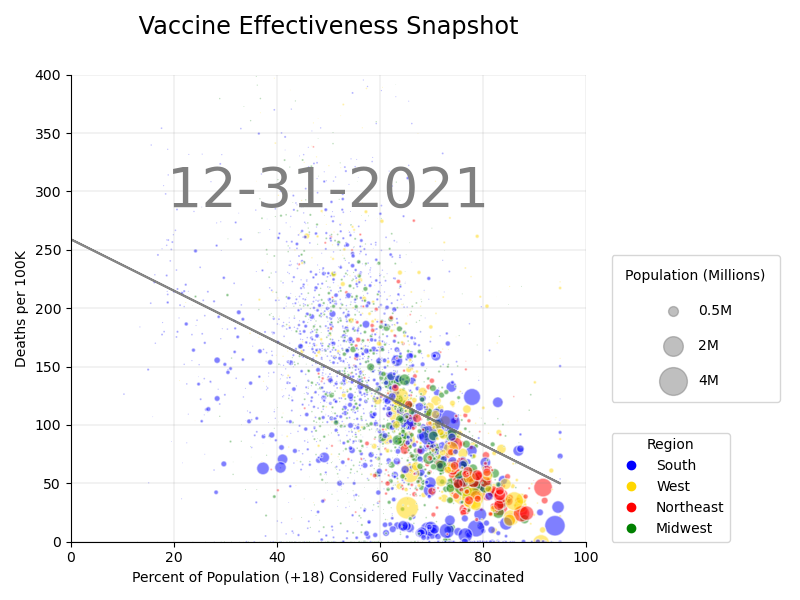 Vaccine Effectiveness Snapshot
400
350
300
250
200
150
100
50
0
Deaths per 100K
12-31-2021
0 20 40 60 80 100
Percent of Population (+18) Considered Fully Vaccinated
Population (Millions)
0.5M
2M
4M
Region
South
West
Northeast
Midwest